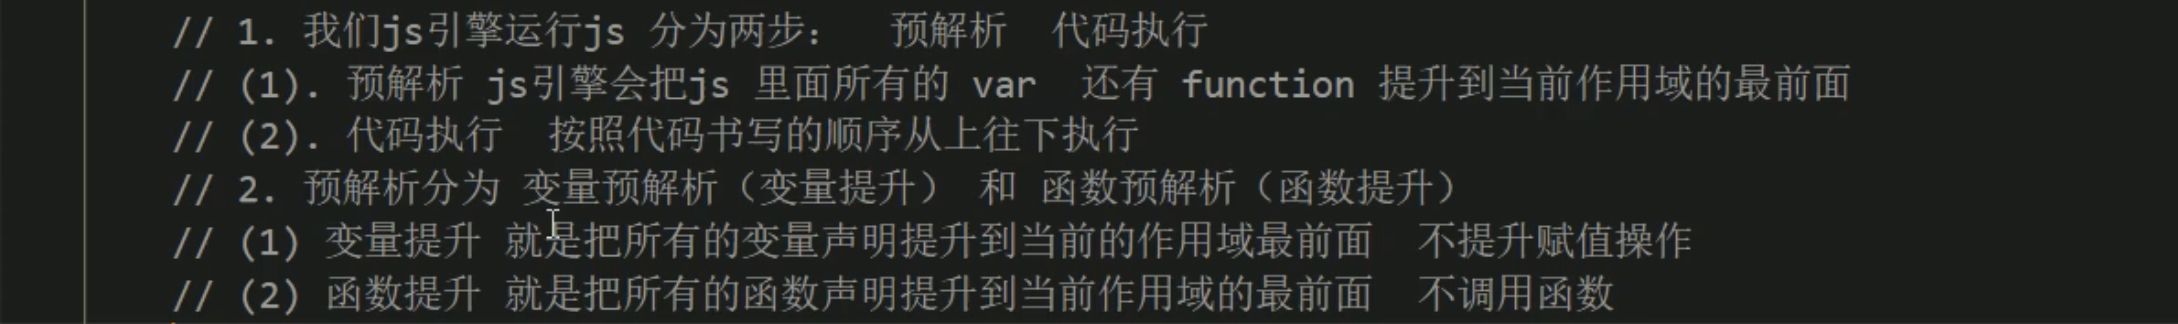 // 1. 我们js引擎运行js 分为两步： 预解析 代码执行
// (1). 预解析 js引擎会把js 里面所有的 var 还有 function 提升到当前作用域的最前面
// (2). 代码执行 按照代码书写的顺序从上往下执行
// 2. 预解析分为 变量预解析（变量提升） 和 函数预解析（函数提升）
// (1) 变量提升 就是把所有的变量声明提升到当前的作用域最前面 不提升赋值操作
// (2) 函数提升 就是把所有的函数声明提升到当前作用域的最前面 不调用函数